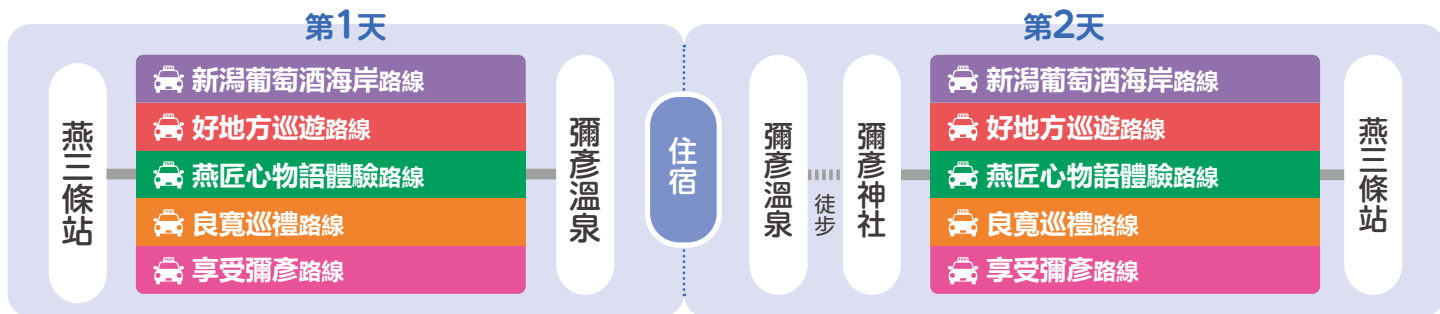 第1天
燕三條站
新潟葡萄酒海岸路線
好地方巡遊路線
燕匠心物語體驗路線
良寬巡禮路線
享受彌彥路線
彌彥溫泉
住宿
第2天
彌彥溫泉
徒步
彌彥神社
新潟葡萄酒海岸路線
好地方巡遊路線
燕匠心物語體驗路線
良寬巡禮路線
享受彌彥路線
燕三條站